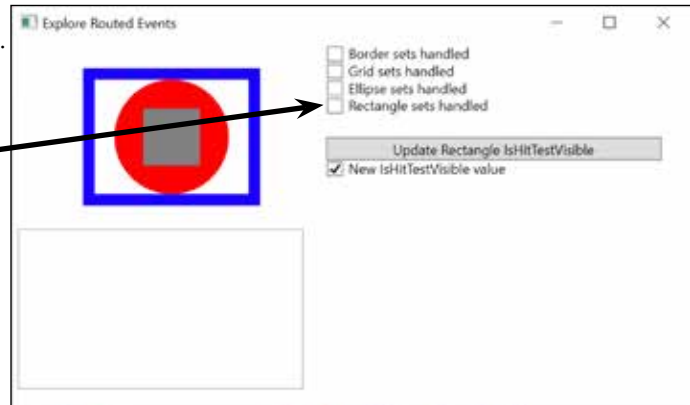 Explore Routed Events
Border sets handled
Grid sets handled
Ellipse sets handled
Rectangle sets handled
Update Rectangle IsHitTestVisible
New IsHitTestVisible value